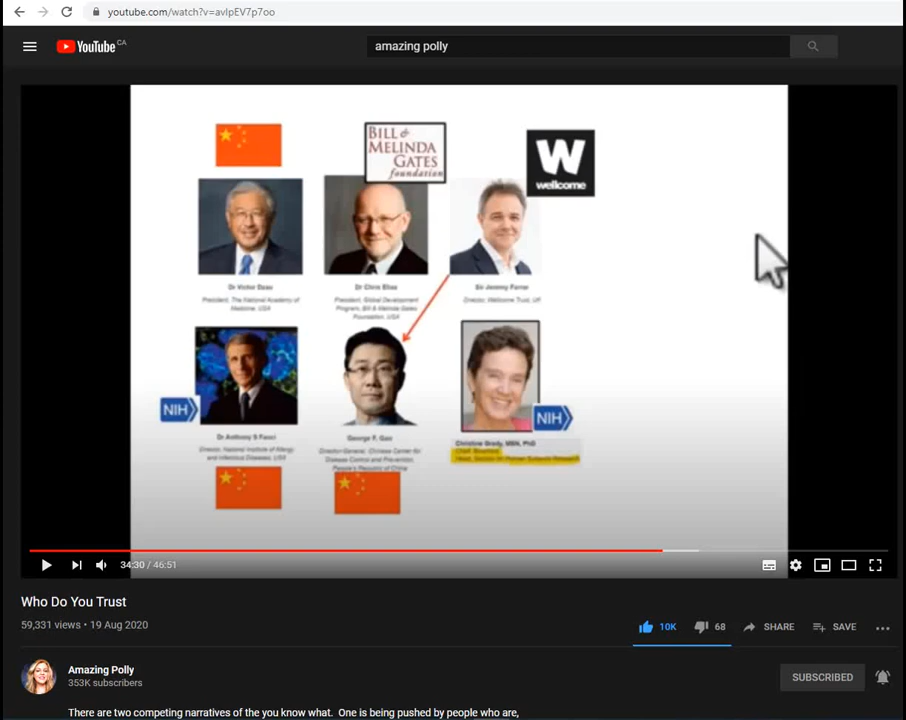 youtube.com/watch?v=avIpEV7p7oo
YouTube CA
amazing polly
BILL &
MELINDA
GATES
foundation
W
wellcome
Dr Victor Dzau
President, The National Academy of
Medicine, USA
Dr Chris Elias
President, Global Development
Program, Bill & Melinda Gates
Foundation, USA
Sir Jeremy Farrar
Director, Wellcome Trust, UK
NIH
Dr Anthony S Fauci
Director, National Institute of Allergy
and Infectious Diseases, USA
George F. Gao
Director-General, Chinese Center for
Disease Control and Prevention,
People's Republic of China
NIH
Christine Grady, MSN, PhD
Head, Section on Human Subjects Research
34:30 / 46:51
Who Do You Trust
59,331 views • 19 Aug 2020
10K
68
SHARE
SAVE
Amazing Polly
353K subscribers
SUBSCRIBED
There are two competing narratives of the you know what. One is being pushed by people who are,